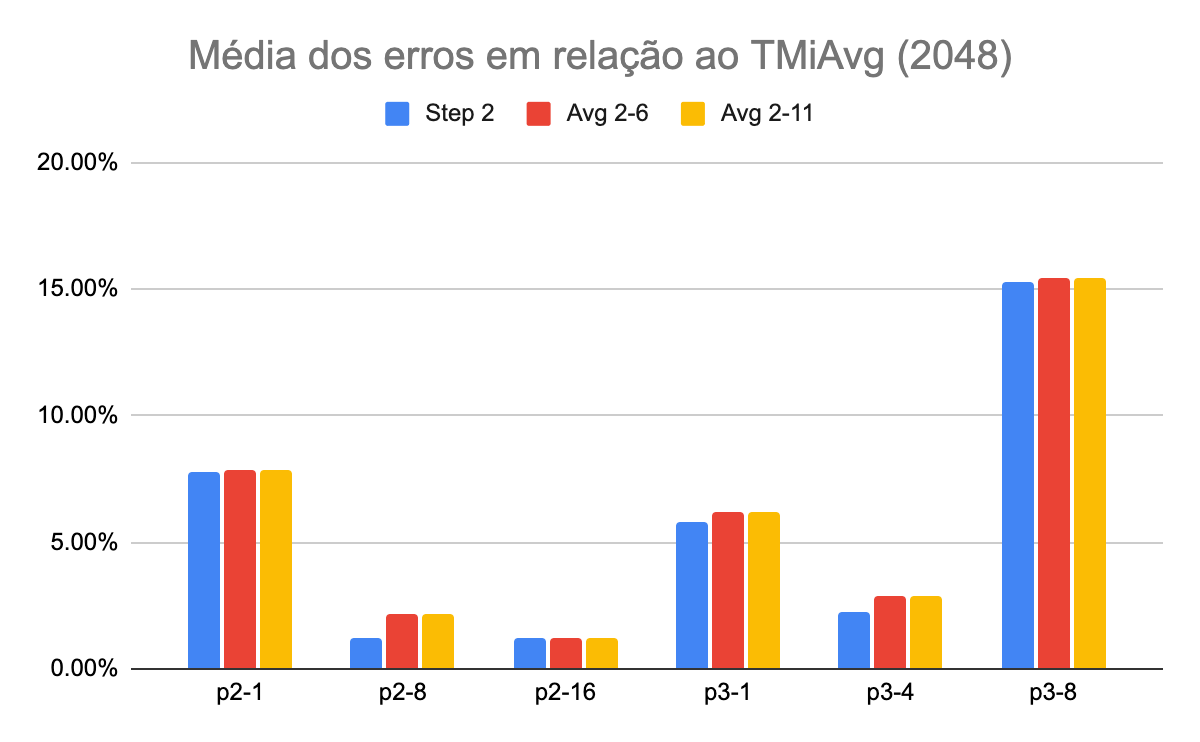 Média dos erros em relação ao TMiAvg (2048)
Step 2 Avg 2-6 Avg 2-11
20.00%
15.00%
10.00%
5.00%
0.00%
p2-1 p2-8 p2-16 p3-1 p3-4 p3-8